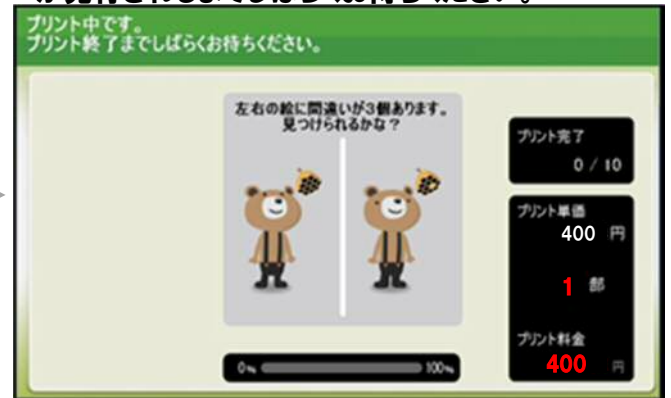 プリント中です。
プリント終了までしばらくお待ちください。
左右の絵に間違いが3個あります。
見つけられるかな？
プリント完了
0 / 10
プリント単価
400 円
1 部
プリント料金
400 円
0% 100%